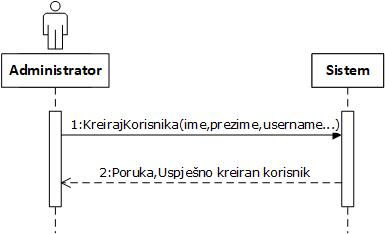 Administrator
Sistem
1:KreirajKorisnika(ime,prezime,username...)
2:Poruka,Uspješno kreiran korisnik